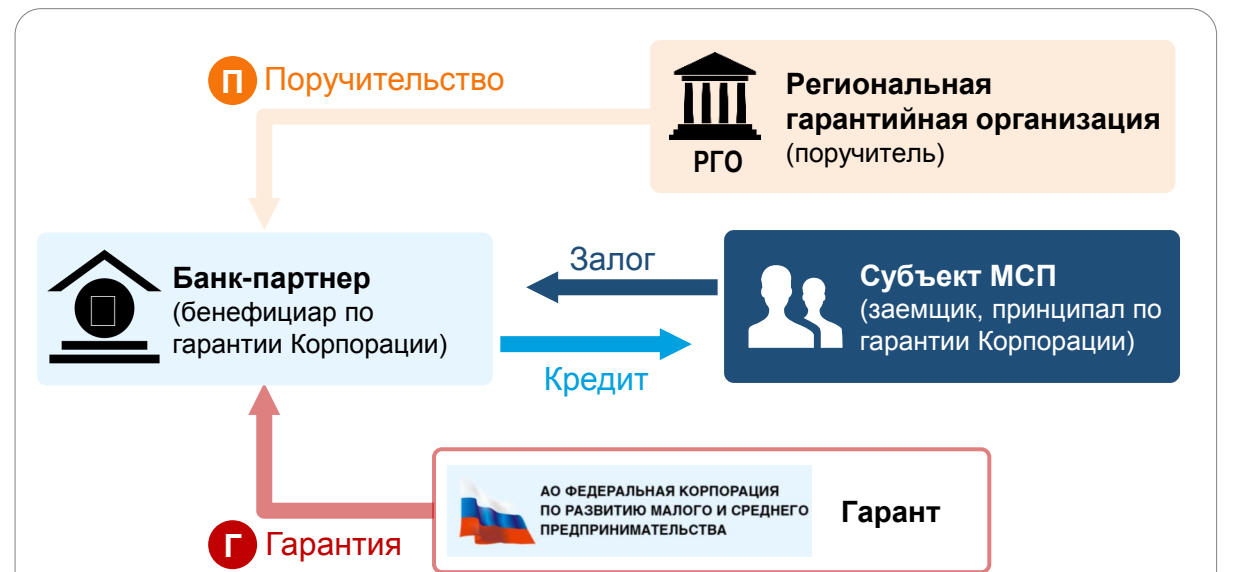 П Поручительство
РГО
Региональная
гарантийная организация
(поручитель)
Банк-партнер
(бенефициар по
гарантии Корпорации)
Залог
Кредит
Субъект МСП
(заемщик, принципал по
гарантии Корпорации)
Г Гарантия
АО ФЕДЕРАЛЬНАЯ КОРПОРАЦИЯ
ПО РАЗВИТИЮ МАЛОГО И СРЕДНЕГО
ПРЕДПРИНИМАТЕЛЬСТВА
Гарант